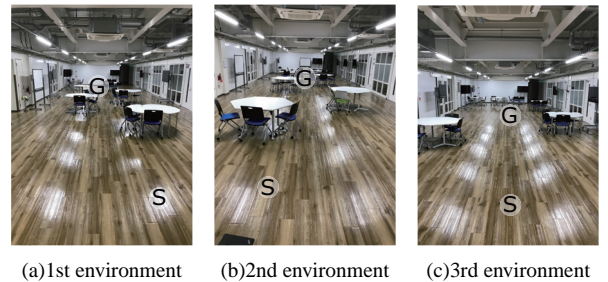 G
S
G
S
G
S
(a)1st environment
(b)2nd environment
(c)3rd environment